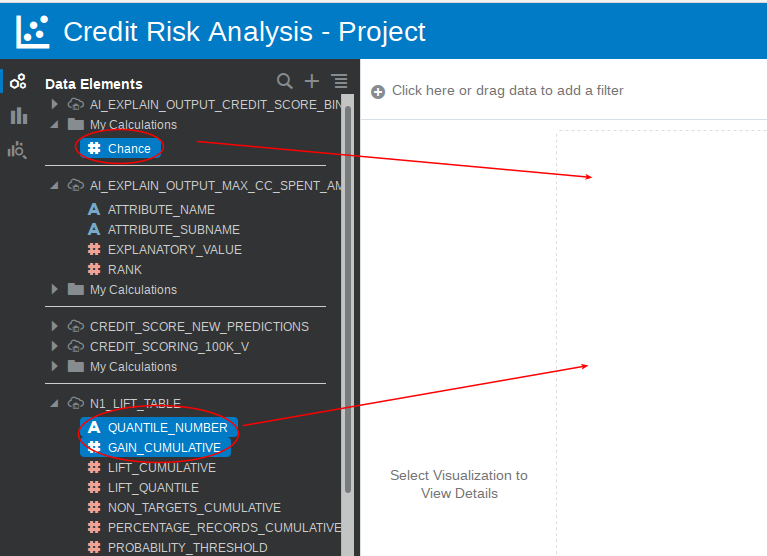 Credit Risk Analysis - Project
Data Elements
AI_EXPLAIN_OUTPUT_CREDIT_SCORE_BIN
My Calculations
Chance
AI_EXPLAIN_OUTPUT_MAX_CC_SPENT_AM
A ATTRIBUTE_NAME
A ATTRIBUTE_SUBNAME
# EXPLANATORY_VALUE
# RANK
My Calculations
CREDIT_SCORE_NEW_PREDICTIONS
CREDIT_SCORING_100K_V
My Calculations
N1_LIFT_TABLE
A QUANTILE_NUMBER
# GAIN_CUMULATIVE
# LIFT_CUMULATIVE
# LIFT_QUANTILE
# NON_TARGETS_CUMULATIVE
# PERCENTAGE_RECORDS_CUMULATIVE
# PROBABILITY_THRESHOLD
Click here or drag data to add a filter
Select Visualization to
View Details